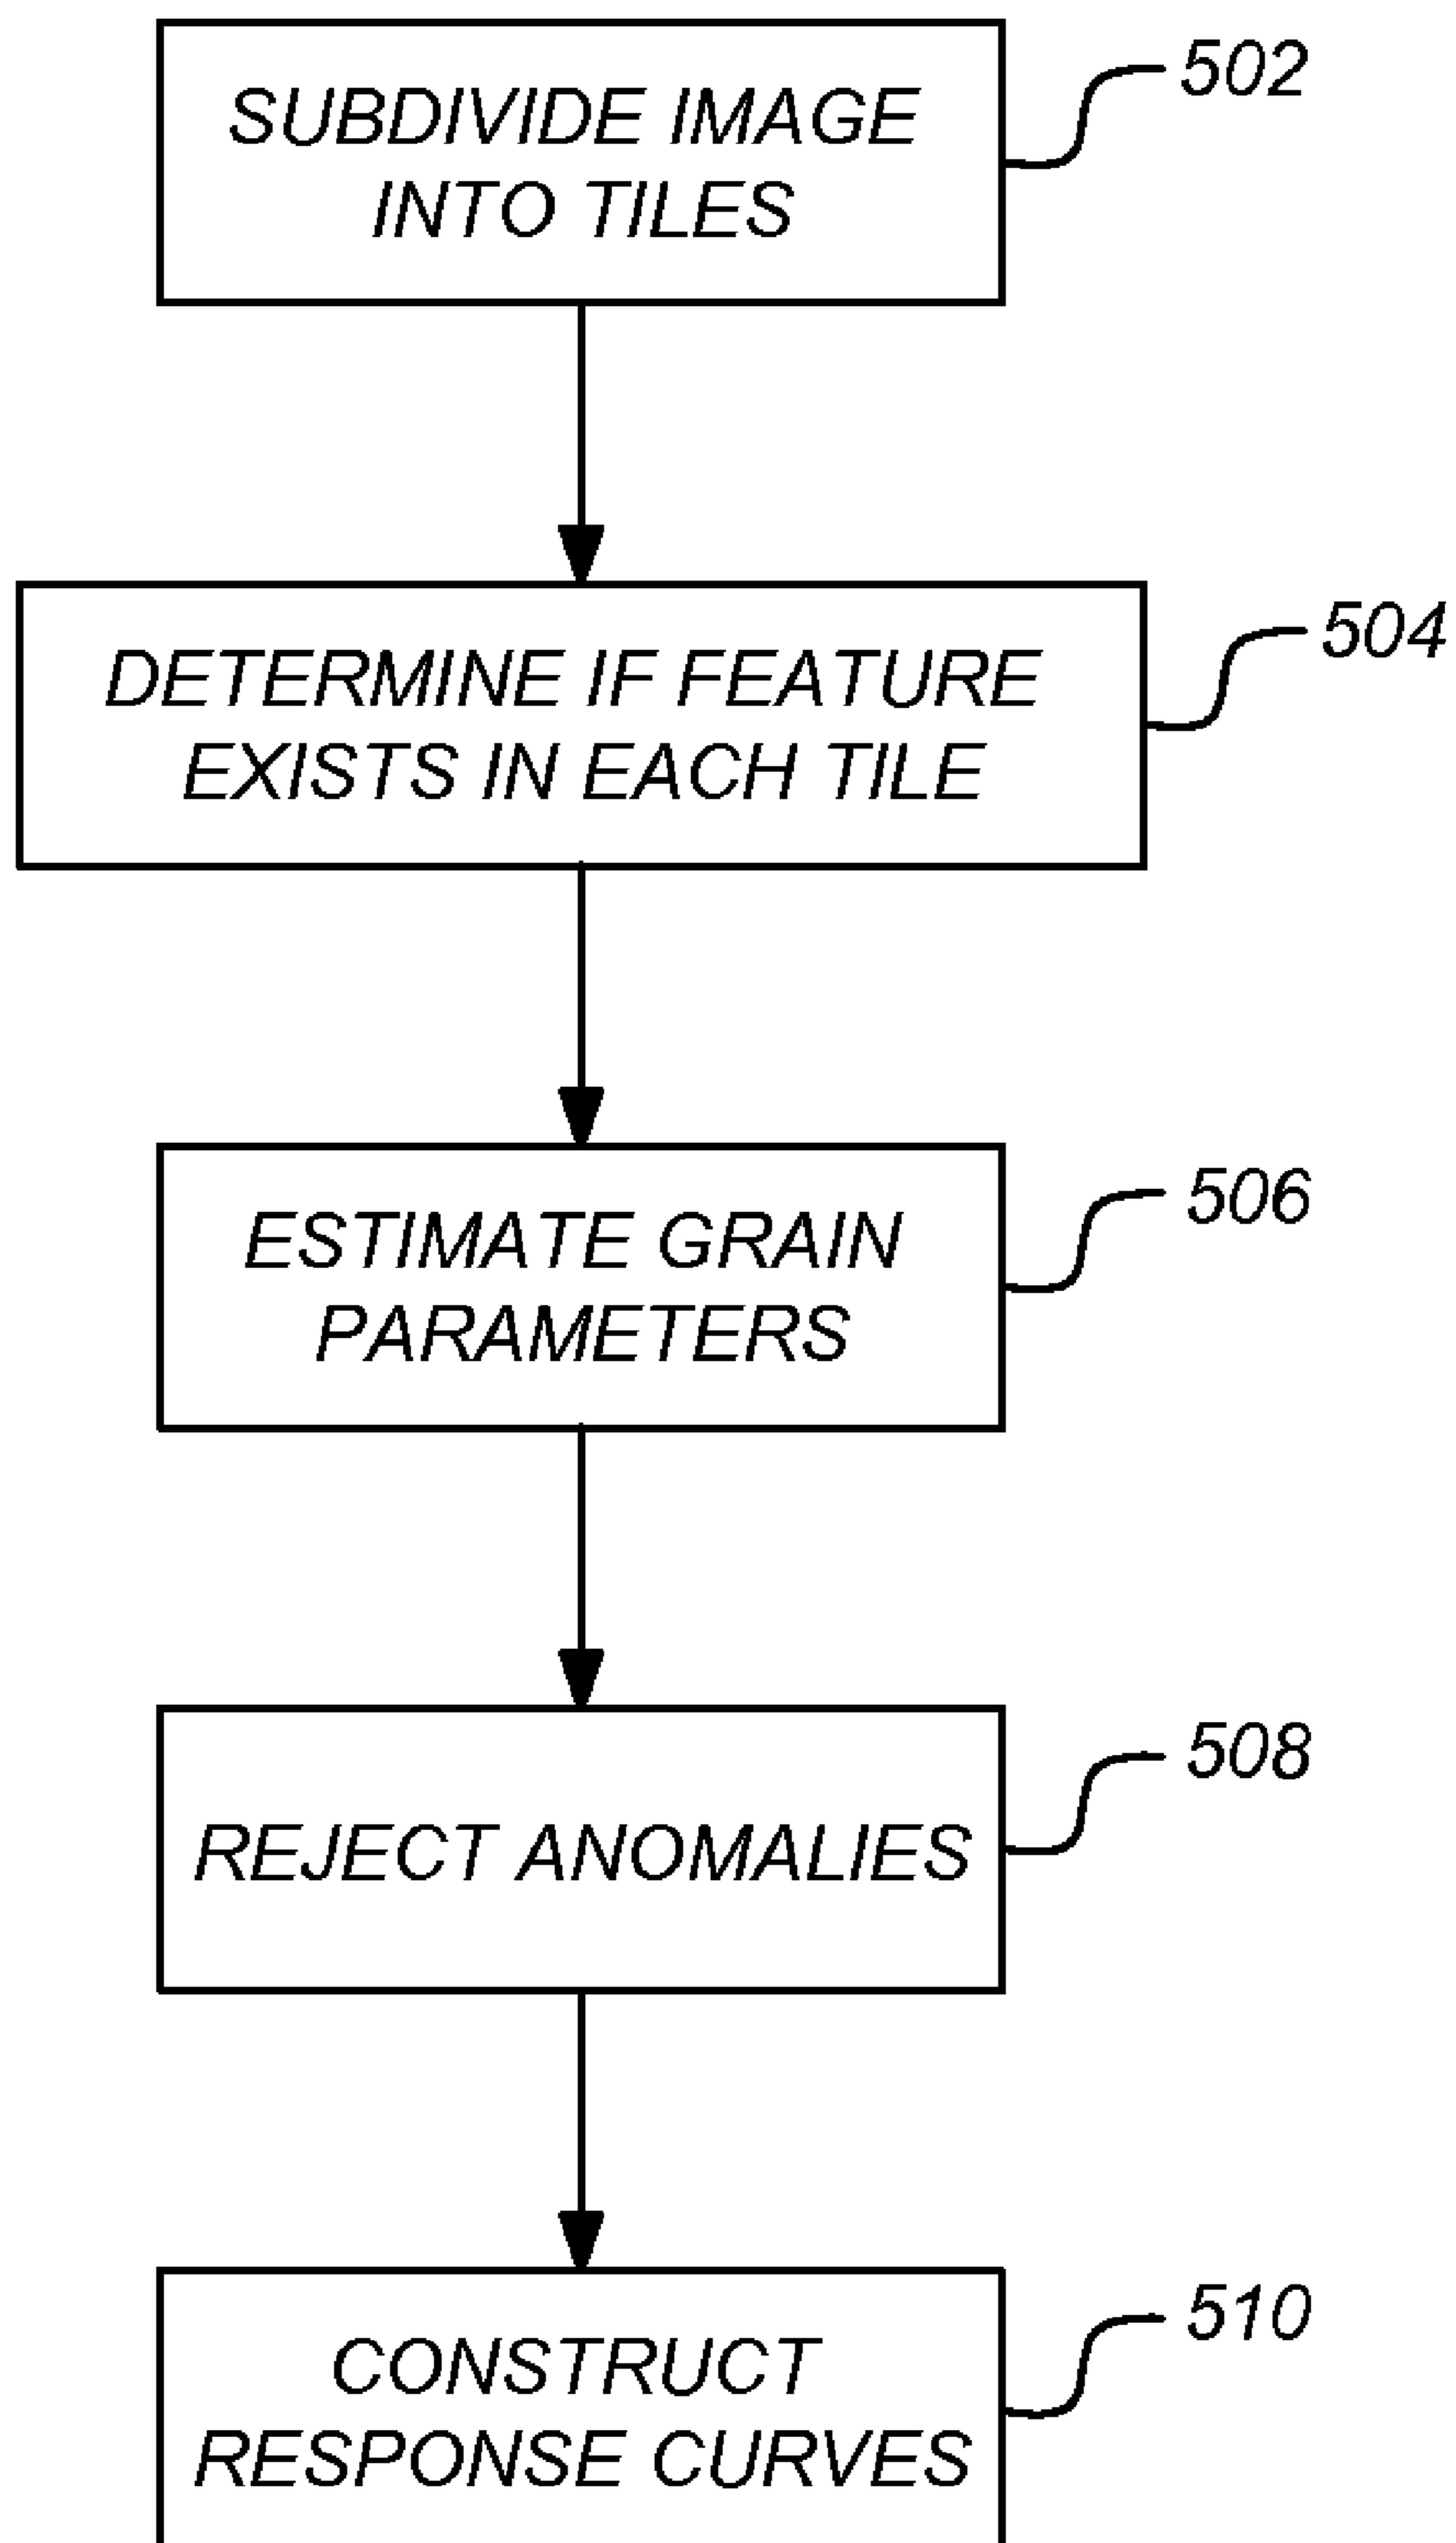 SUBDIVIDE IMAGE
INTO TILES
502
DETERMINE IF FEATURE
EXISTS IN EACH TILE
504
ESTIMATE GRAIN
PARAMETERS
506
REJECT ANOMALIES
508
CONSTRUCT
RESPONSE CURVES
510